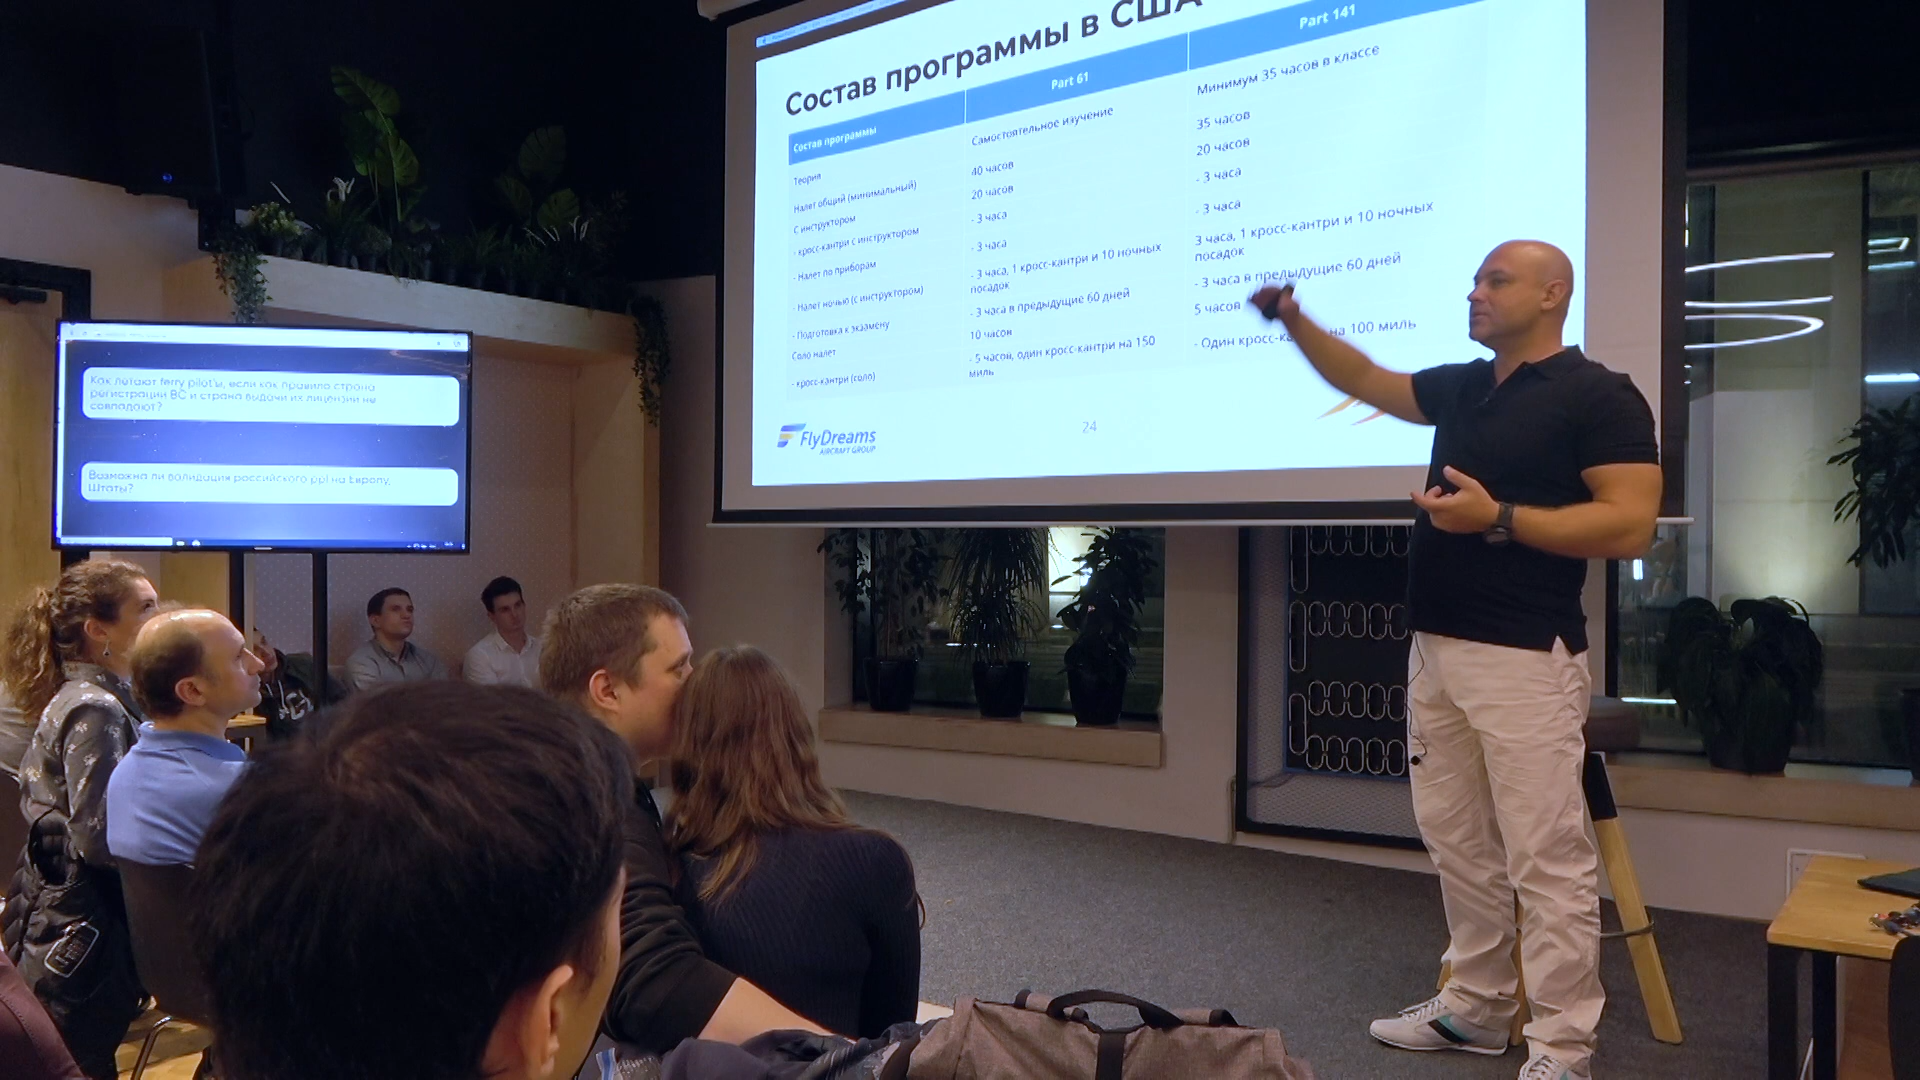 Состав программы в США
Состав программы
Part 61
Part 141
Теория
Самостоятельное изучение
Минимум 35 часов в классе
Налет общий (минимальный)
40 часов
35 часов
С инструктором
20 часов
20 часов
- кросс-кантри с инструктором
- 3 часа
- 3 часа
- Налет по приборам
- 3 часа
- 3 часа
- Налет ночью (с инструктором)
- 3 часа, 1 кросс-кантри и 10 ночных
посадок
3 часа, 1 кросс-кантри и 10 ночных
посадок
- Подготовка к экзамену
- 3 часа в предыдущие 60 дней
- 3 часа в предыдущие 60 дней
Соло налет
10 часов
5 часов
- кросс-кантри (соло)
- 5 часов, один кросс-кантри на 150
миль
- Один на 100 миль
FlyDreams
AIRCRAFT GROUP
24
Как летают ferry pilot'ы, если как правило страна
регистрации ВС и страна выдачи их лицензии не
совпадают?
Возможна ли валидация российского ppl на Европу,
Штаты?